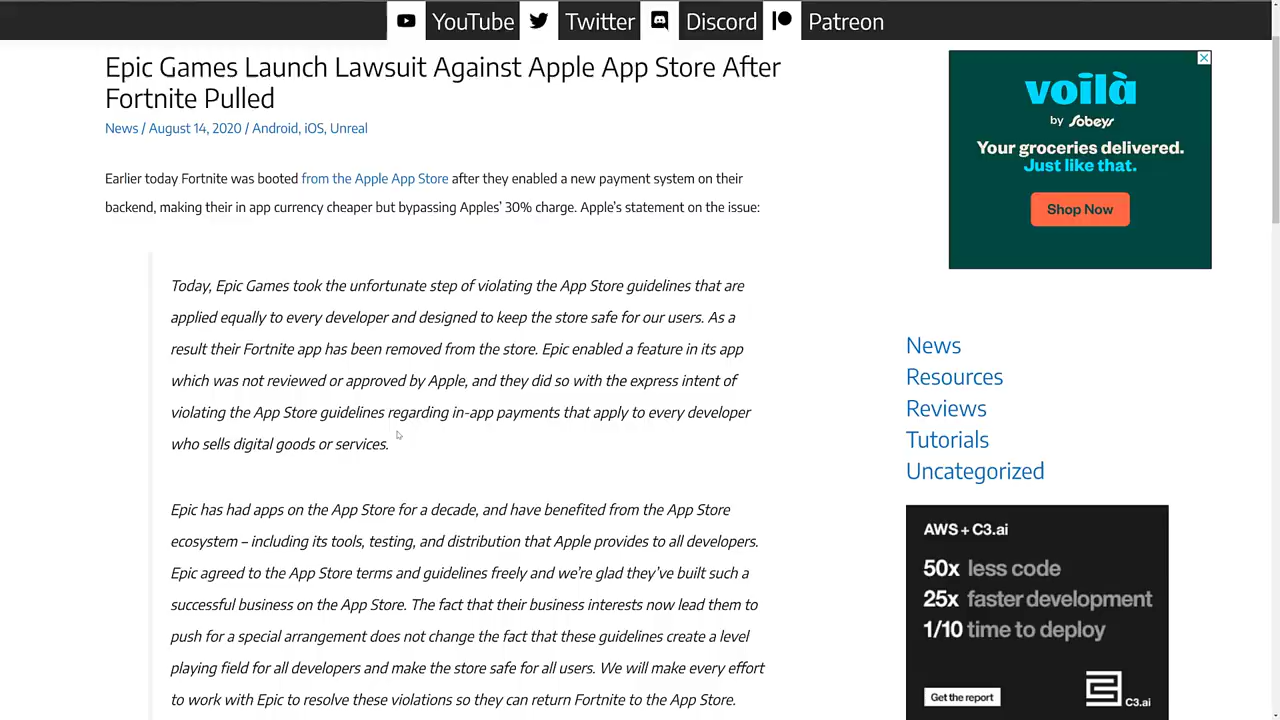 YouTube Twitter Discord Patreon
Epic Games Launch Lawsuit Against Apple App Store After
Fortnite Pulled
News / August 14, 2020 / Android, iOS, Unreal
Earlier today Fortnite was booted from the Apple App Store after they enabled a new payment system on their
backend, making their in app currency cheaper but bypassing Apples’ 30% charge. Apple’s statement on the issue:
Today, Epic Games took the unfortunate step of violating the App Store guidelines that are
applied equally to every developer and designed to keep the store safe for our users. As a
result their Fortnite app has been removed from the store. Epic enabled a feature in its app
which was not reviewed or approved by Apple, and they did so with the express intent of
violating the App Store guidelines regarding in-app payments that apply to every developer
who sells digital goods or services.
Epic has had apps on the App Store for a decade, and have benefited from the App Store
ecosystem – including its tools, testing, and distribution that Apple provides to all developers.
Epic agreed to the App Store terms and guidelines freely and we’re glad they’ve built such a
successful business on the App Store. The fact that their business interests now lead them to
push for a special arrangement does not change the fact that these guidelines create a level
playing field for all developers and make the store safe for all users. We will make every effort
to work with Epic to resolve these violations so they can return Fortnite to the App Store.
voilà
by Sobeys
Your groceries delivered.
Just like that.
Shop Now
News
Resources
Reviews
Tutorials
Uncategorized
AWS + C3.ai
50x less code
25x faster development
1/10 time to deploy
Get the report
C3.ai